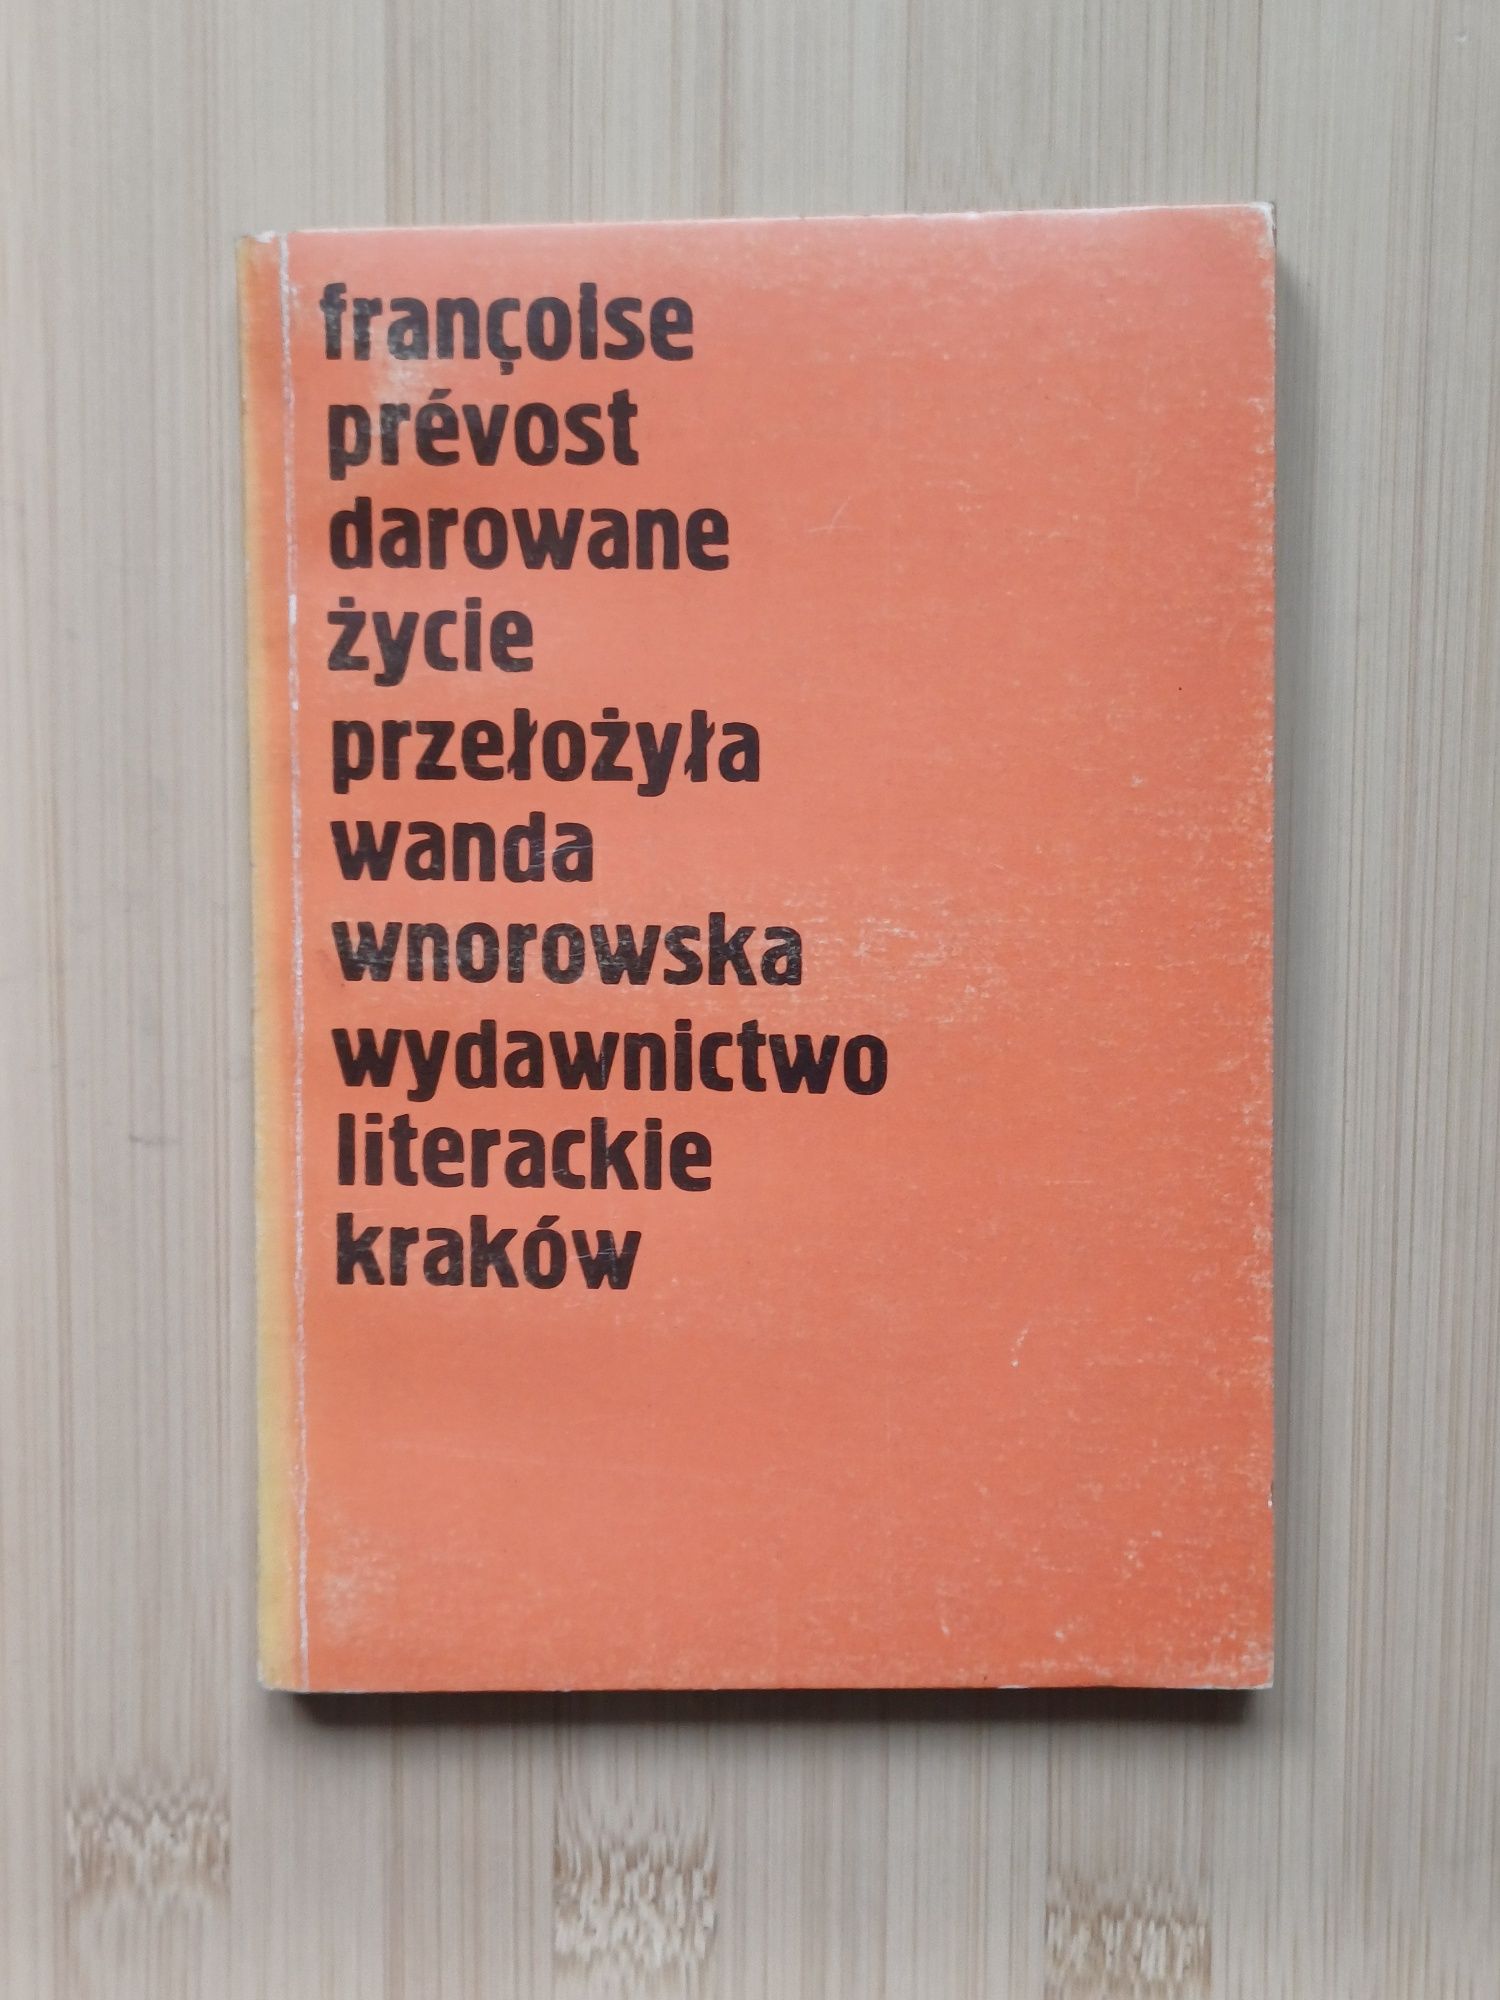 françoise
prévost
darowane
życie
przełożyła
wanda
wnorowska
wydawnictwo
literackie
kraków